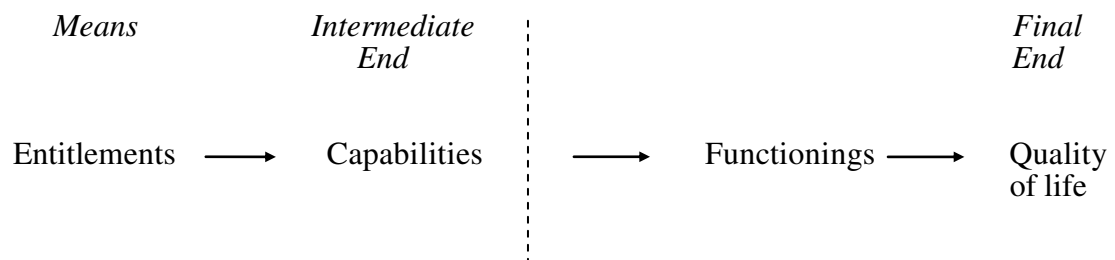 Means
Intermediate
End
Final
End
Entitlements
Capabilities
Functionings
Quality
of life